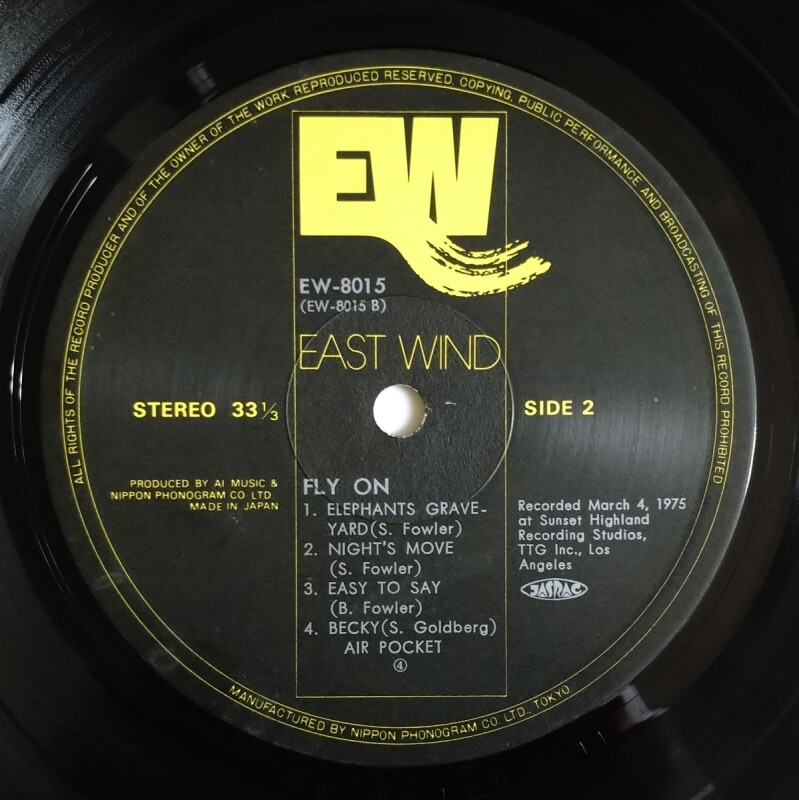 ALL RIGHTS OF THE RECORD PRODUCER AND OF THE OWNER OF THE WORK REPRODUCED RESERVED. COPYING, PUBLIC PERFORMANCE AND BROADCASTING OF THIS RECORD PROHIBITED
EW
EW-8015
(EW-8015 B)
EAST WIND
STEREO 33 1/3
SIDE 2
PRODUCED BY AI MUSIC &
NIPPON PHONOGRAM CO LTD
MADE IN JAPAN
FLY ON
1. ELEPHANTS GRAVE-
YARD(S. Fowler)
2. NIGHT'S MOVE
(S. Fowler)
3. EASY TO SAY
(B. Fowler)
4. BECKY(S. Goldberg)
AIR POCKET
④
Recorded March 4, 1975
at Sunset Highland
Recording Studios,
TTG Inc., Los
Angeles
JASRAC
MANUFACTURED BY NIPPON PHONOGRAM CO. LTD., TOKYO